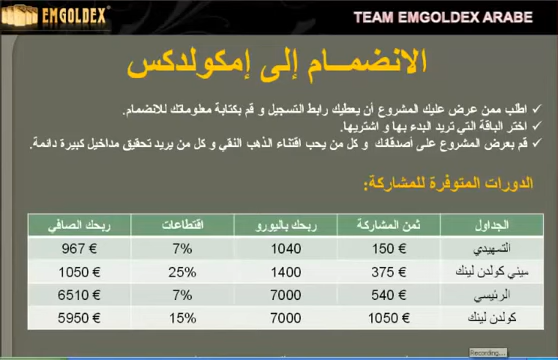 EMGOLDEX
TEAM EMGOLDEX ARABE
الانضمــام إلى إمكولدكس
✓ اطلب ممن عرض عليك المشروع أن يعطيك رابط التسجيل و قم بكتابة معلوماتك للانضمام.
✓ اختر الباقة التي تريد البدء بها و اشتريها.
✓ قم بعرض المشروع على أصدقائك و كل من يحب اقتناء الذهب النقي و كل من يريد تحقيق مداخيل كبيرة دائمة.
الدورات المتوفرة للمشاركة:
الجداول ثمن المشاركة ربحك باليورو اقتطاعات ربحك الصافي
التمهيدي 150 € 1040 7% 967 €
ميني كولدن لينك 375 € 1400 25% 1050 €
الرئيسي 540 € 7000 7% 6510 €
كولدن لينك 1050 € 7000 15% 5950 €
Recording....